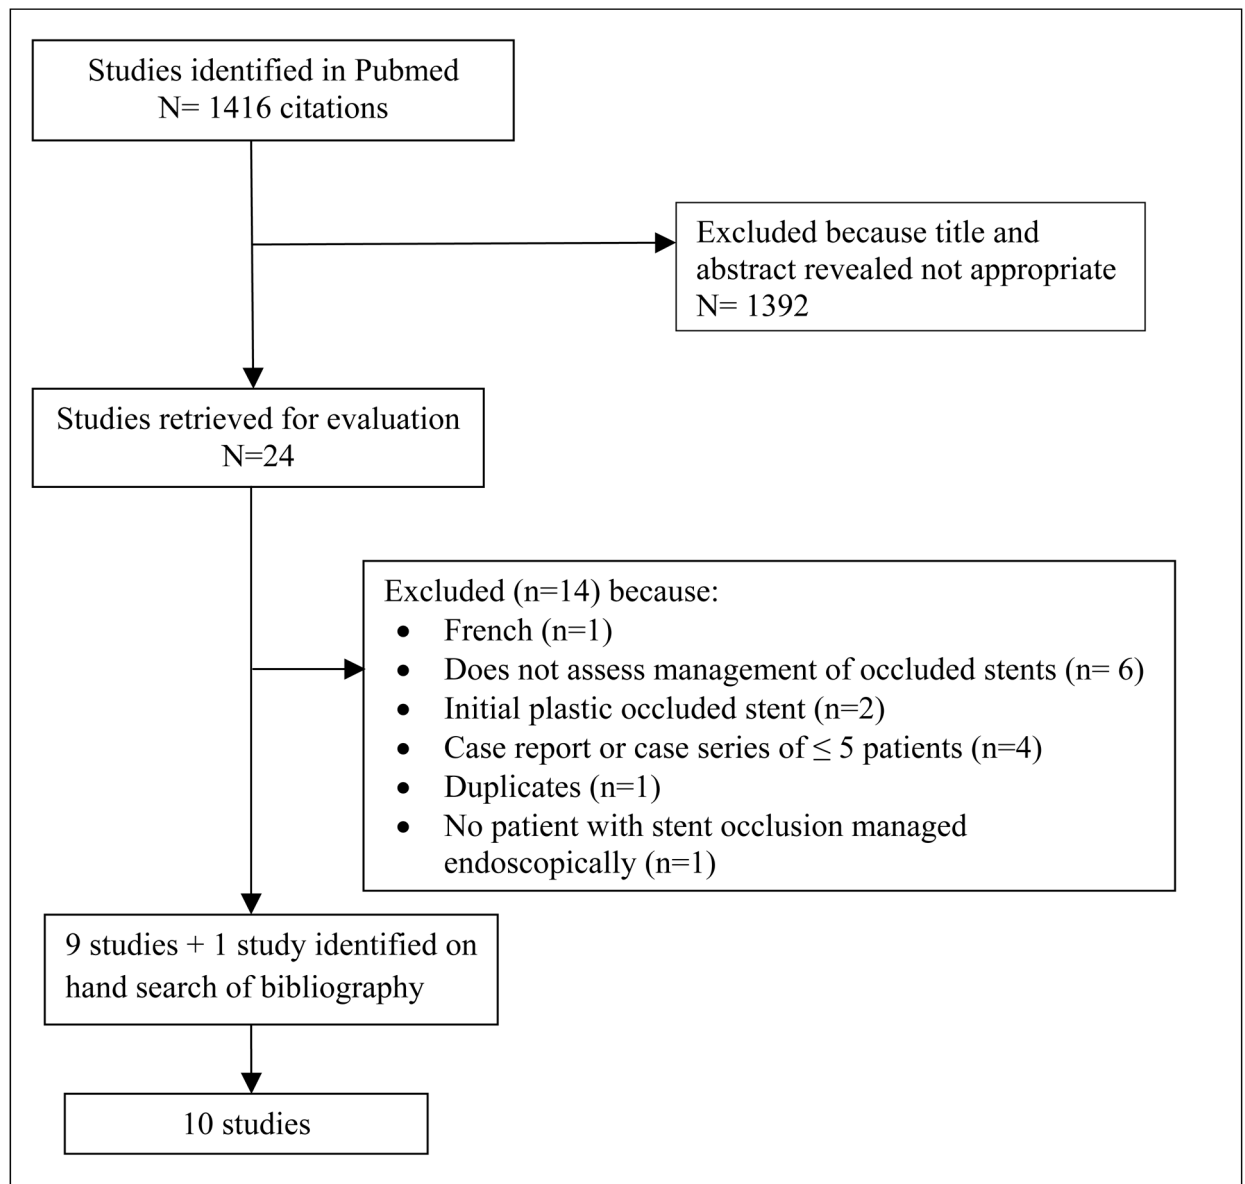 Studies identified in Pubmed
N= 1416 citations
Excluded because title and
abstract revealed not appropriate
N= 1392
Studies retrieved for evaluation
N=24
Excluded (n=14) because:
• French (n=1)
• Does not assess management of occluded stents (n= 6)
• Initial plastic occluded stent (n=2)
• Case report or case series of ≤ 5 patients (n=4)
• Duplicates (n=1)
• No patient with stent occlusion managed
endoscopically (n=1)
9 studies + 1 study identified on
hand search of bibliography
10 studies